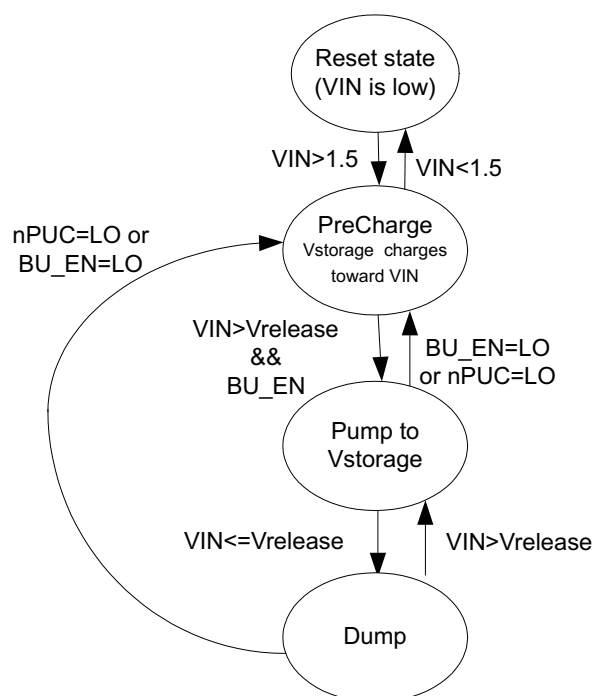 Reset state
(VIN is low)
VIN>1.5
VIN<1.5
PreCharge
Vstorage charges
toward VIN
nPUC=LO or
BU_EN=LO
VIN>Vrelease
&&
BU_EN
BU_EN=LO
or nPUC=LO
Pump to
Vstorage
VIN<=Vrelease
VIN>Vrelease
Dump